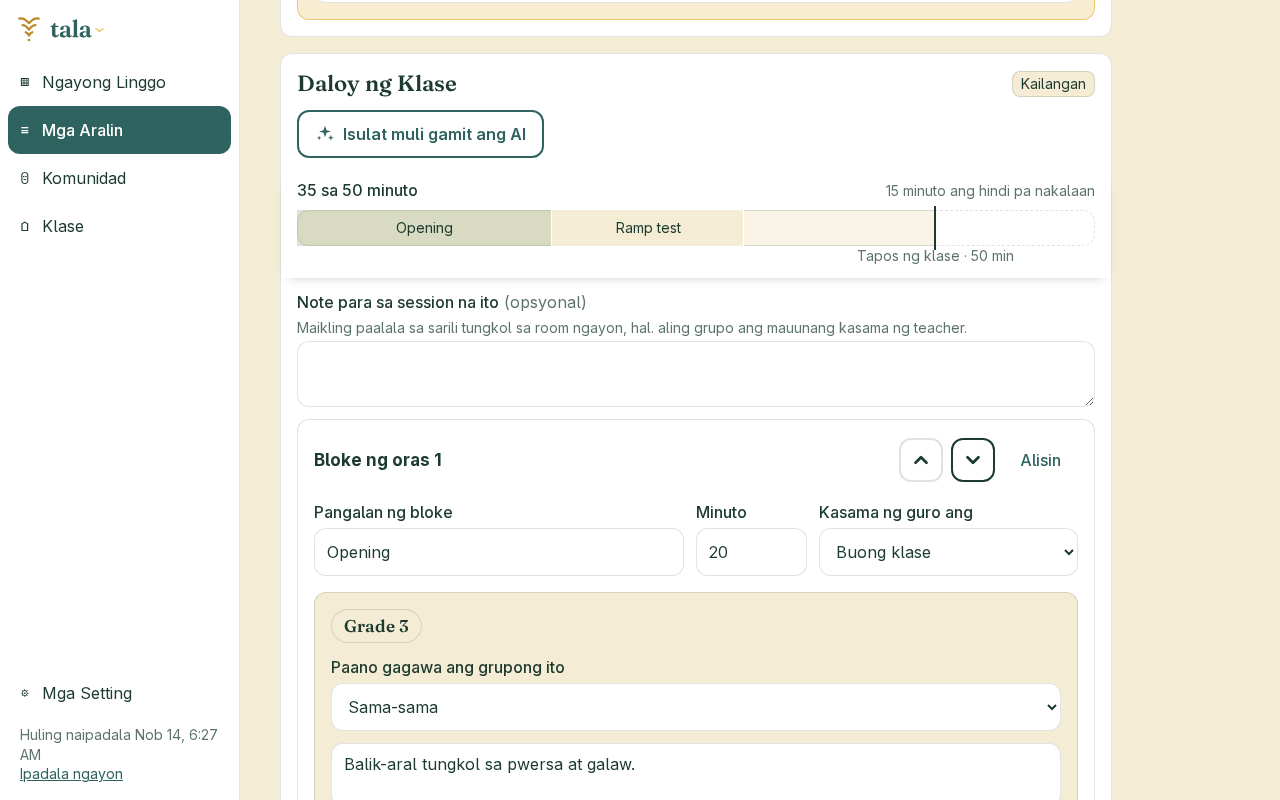 tala
Ngayong Linggo
Mga Aralin
Komunidad
Klase
Mga Setting
Huling naipadala Nob 14, 6:27
AM
Ipadala ngayon
Daloy ng Klase
Kailangan
Isulat muli gamit ang AI
35 sa 50 minuto
15 minuto ang hindi pa nakalaan
Opening
Ramp test
Tapos ng klase · 50 min
Note para sa session na ito (opsyonal)
Maikling paalala sa sarili tungkol sa room ngayon, hal. aling grupo ang mauunang kasama ng teacher.
Bloke ng oras 1
Alisin
Pangalan ng bloke
Minuto
Kasama ng guro ang
Opening
20
Buong klase
Grade 3
Paano gagawa ang grupong ito
Sama-sama
Balik-aral tungkol sa pwersa at galaw.